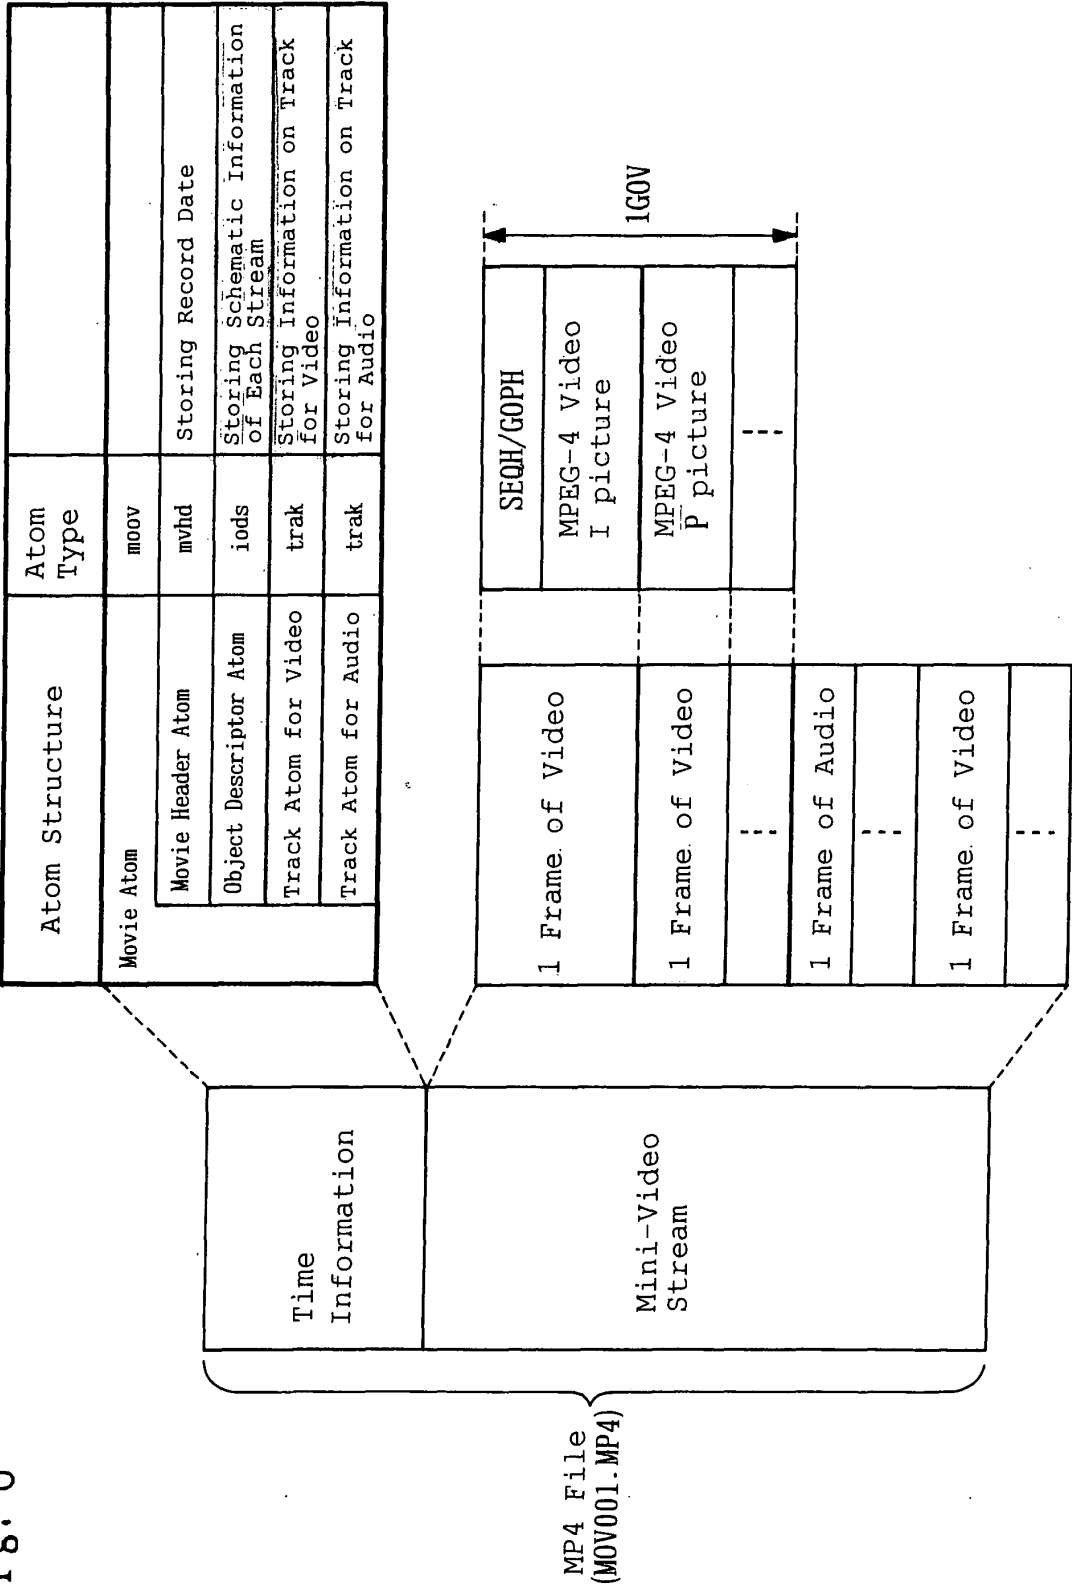 MP4 File
(MOV001.MP4)
Time
Information
Mini-Video
Stream
Atom Structure
Atom
Type
Movie Atom
moov
Movie Header Atom
mvhd
Storing Record Date
Object Descriptor Atom
iods
Storing Schematic Information
of Each Stream
Track Atom for Video
trak
Storing Information on Track
for Video
Track Atom for Audio
trak
Storing Information on Track
for Audio
1 Frame of Video
1 Frame of Video
1 Frame of Audio
1 Frame of Video
SEQH/GOPH
MPEG-4 Video
I picture
MPEG-4 Video
P picture
1GOV